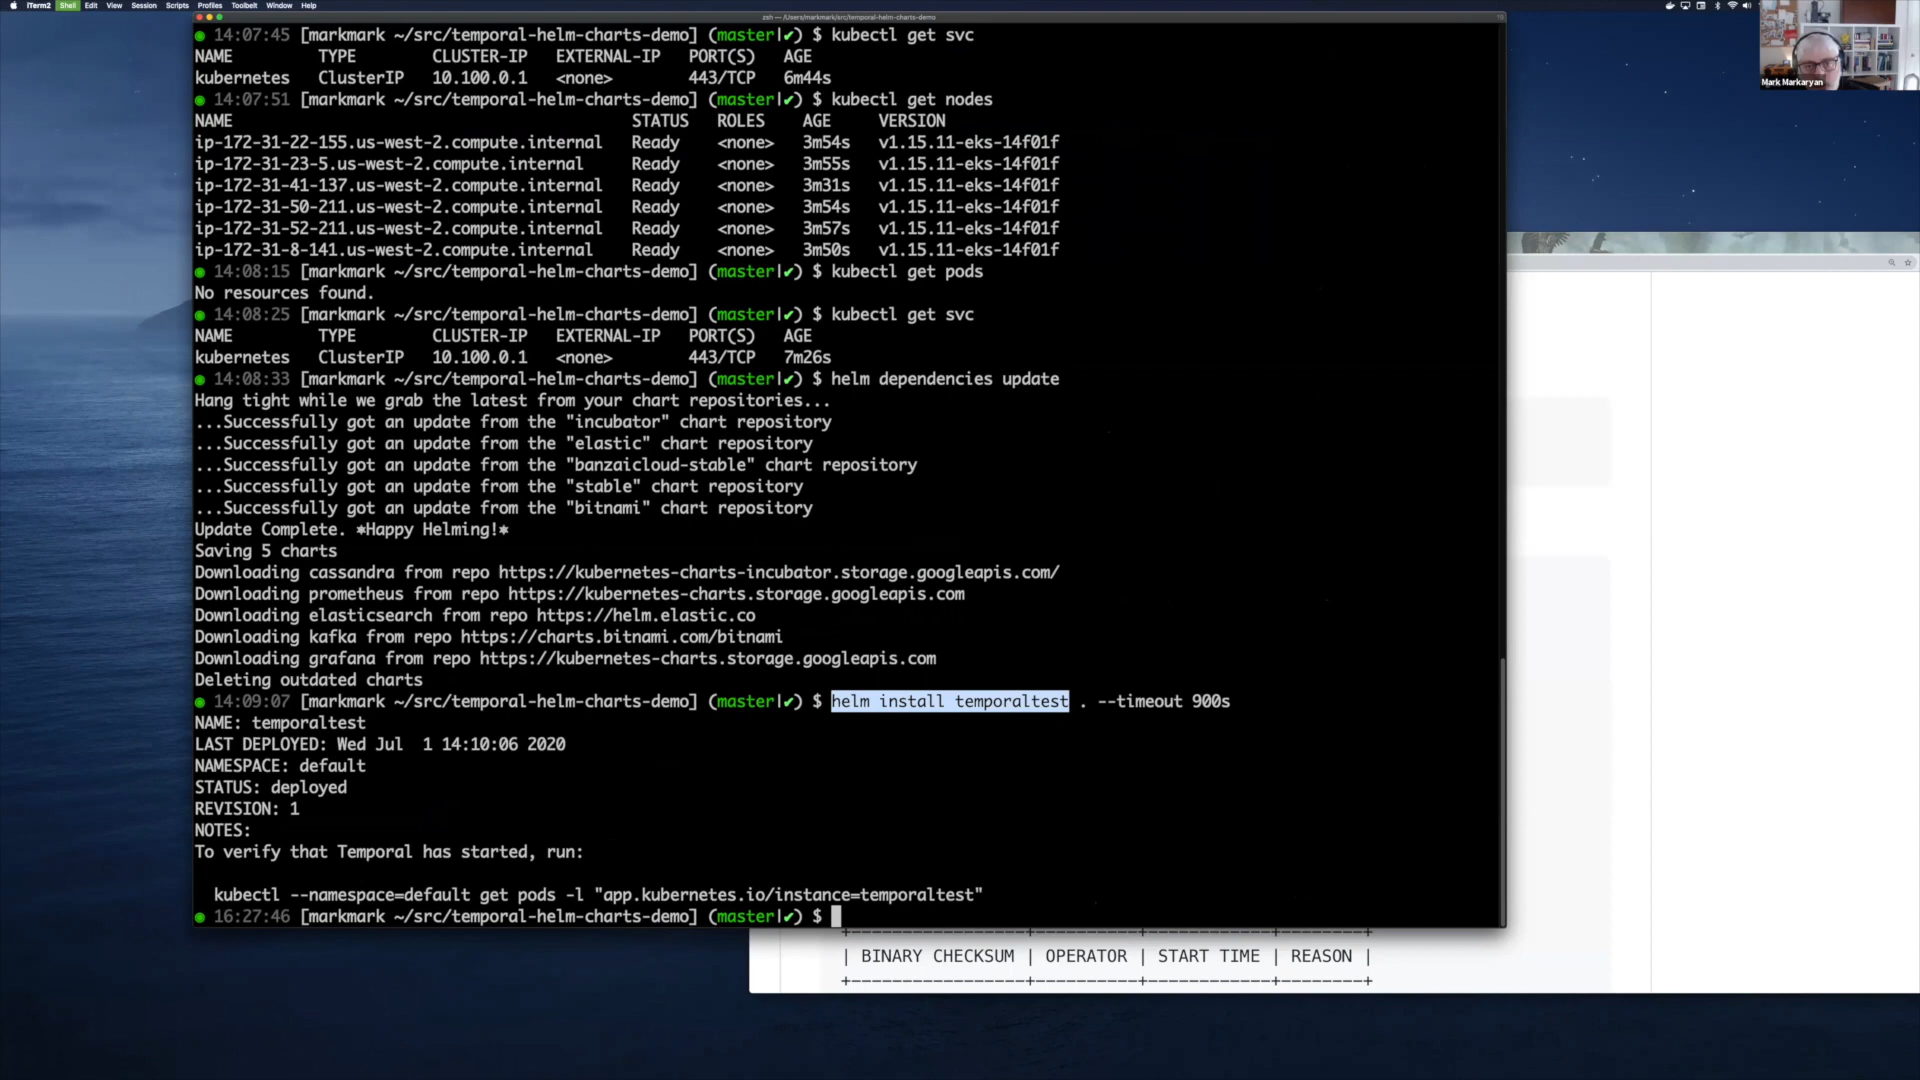 iTerm2 Shell Edit View Session Scripts Profiles Toolbelt Window Help
zsh — /Users/markmark/src/temporal-helm-charts-demo
14:07:45 [markmark ~/src/temporal-helm-charts-demo] (master|✔) $ kubectl get svc
NAME TYPE CLUSTER-IP EXTERNAL-IP PORT(S) AGE
kubernetes ClusterIP 10.100.0.1 <none> 443/TCP 6m44s
14:07:51 [markmark ~/src/temporal-helm-charts-demo] (master|✔) $ kubectl get nodes
NAME STATUS ROLES AGE VERSION
ip-172-31-22-155.us-west-2.compute.internal Ready <none> 3m54s v1.15.11-eks-14f01f
ip-172-31-23-5.us-west-2.compute.internal Ready <none> 3m55s v1.15.11-eks-14f01f
ip-172-31-41-137.us-west-2.compute.internal Ready <none> 3m31s v1.15.11-eks-14f01f
ip-172-31-50-211.us-west-2.compute.internal Ready <none> 3m54s v1.15.11-eks-14f01f
ip-172-31-52-211.us-west-2.compute.internal Ready <none> 3m57s v1.15.11-eks-14f01f
ip-172-31-8-141.us-west-2.compute.internal Ready <none> 3m50s v1.15.11-eks-14f01f
14:08:15 [markmark ~/src/temporal-helm-charts-demo] (master|✔) $ kubectl get pods
No resources found.
14:08:25 [markmark ~/src/temporal-helm-charts-demo] (master|✔) $ kubectl get svc
NAME TYPE CLUSTER-IP EXTERNAL-IP PORT(S) AGE
kubernetes ClusterIP 10.100.0.1 <none> 443/TCP 7m26s
14:08:33 [markmark ~/src/temporal-helm-charts-demo] (master|✔) $ helm dependencies update
Hang tight while we grab the latest from your chart repositories...
...Successfully got an update from the "incubator" chart repository
...Successfully got an update from the "elastic" chart repository
...Successfully got an update from the "banzaicloud-stable" chart repository
...Successfully got an update from the "stable" chart repository
...Successfully got an update from the "bitnami" chart repository
Update Complete. *Happy Helming!*
Saving 5 charts
Downloading cassandra from repo https://kubernetes-charts-incubator.storage.googleapis.com/
Downloading prometheus from repo https://kubernetes-charts.storage.googleapis.com
Downloading elasticsearch from repo https://helm.elastic.co
Downloading kafka from repo https://charts.bitnami.com/bitnami
Downloading grafana from repo https://kubernetes-charts.storage.googleapis.com
Deleting outdated charts
14:09:07 [markmark ~/src/temporal-helm-charts-demo] (master|✔) $ helm install temporaltest . --timeout 900s
NAME: temporaltest
LAST DEPLOYED: Wed Jul 1 14:10:06 2020
NAMESPACE: default
STATUS: deployed
REVISION: 1
NOTES:
To verify that Temporal has started, run:
kubectl --namespace=default get pods -l "app.kubernetes.io/instance=temporaltest"
16:27:46 [markmark ~/src/temporal-helm-charts-demo] (master|✔) $
| BINARY CHECKSUM | OPERATOR | START TIME | REASON |
Mark Markaryan